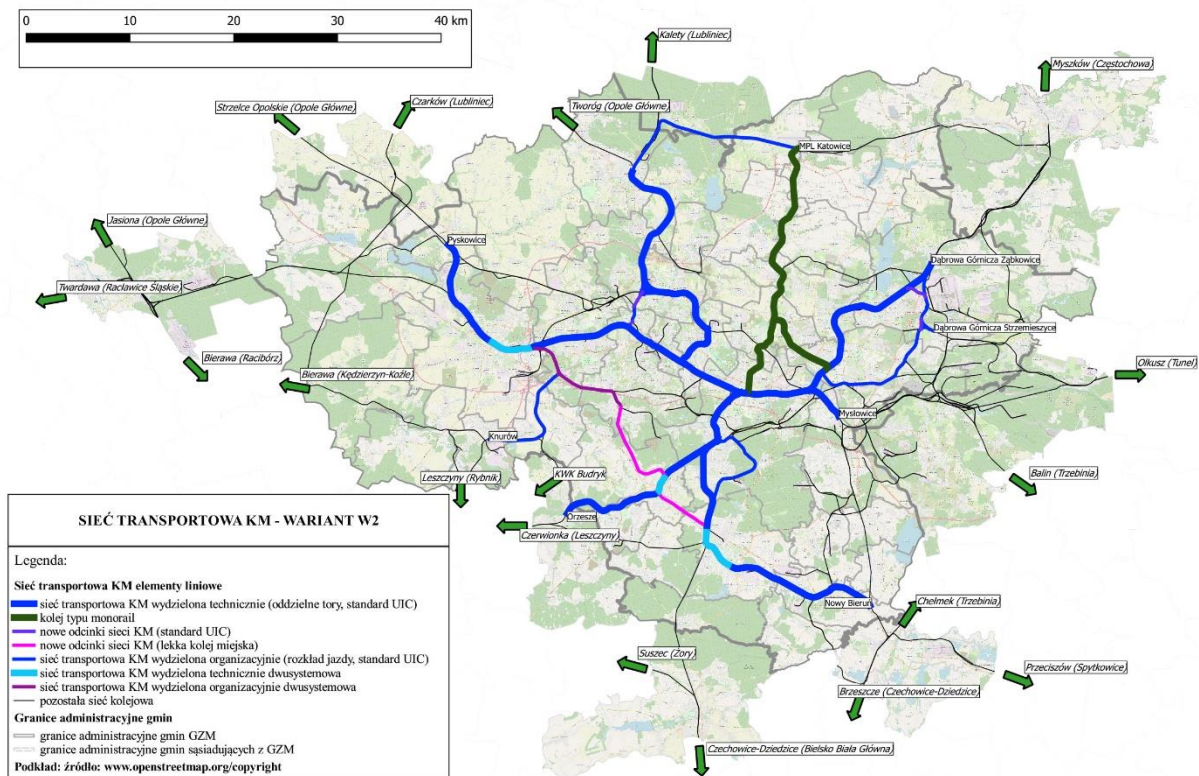 0 10 20 30 40 km
Kalety (Lubliniec)
Myszków (Częstochowa)
Strzelce Opolskie (Opole Główne)
Czarków (Lubliniec)
Tworóg (Opole Główne)
MPL Katowice
Jasiona (Opole Główne)
Pyskowice
Dąbrowa Górnicza Ząbkowice
Twardawa (Racławice Śląskie)
Dąbrowa Górnicza Strzemieszyce
Bierawa (Racibórz)
Olkusz (Tunel)
Bierawa (Kędzierzyn-Koźle)
Mysłowice
Knurów
Leszczyny (Rybnik)
KWK Budryk
Balin (Trzebinia)
Orzesze
Czerwionka (Leszczyny)
Nowy Bieruń
Chełmek (Trzebinia)
Suszec (Żory)
Przeciszów (Spytkowice)
Brzeszcze (Czechowice-Dziedzice)
Czechowice-Dziedzice (Bielsko Biała Główna)
SIEĆ TRANSPORTOWA KM - WARIANT W2
Legenda:
Sieć transportowa KM elementy liniowe
sieć transportowa KM wydzielona technicznie (oddzielne tory, standard UIC)
kolej typu monorail
nowe odcinki sieci KM (standard UIC)
nowe odcinki sieci KM (lekka kolej miejska)
sieć transportowa KM wydzielona organizacyjnie (rozkład jazdy, standard UIC)
sieć transportowa KM wydzielona technicznie dwusystemowa
sieć transportowa KM wydzielona organizacyjnie dwusystemowa
pozostała sieć kolejowa
Granice administracyjne gmin
granice administracyjne gmin GZM
granice administracyjne gmin sąsiadujących z GZM
Podkład: źródło: www.openstreetmap.org/copyright